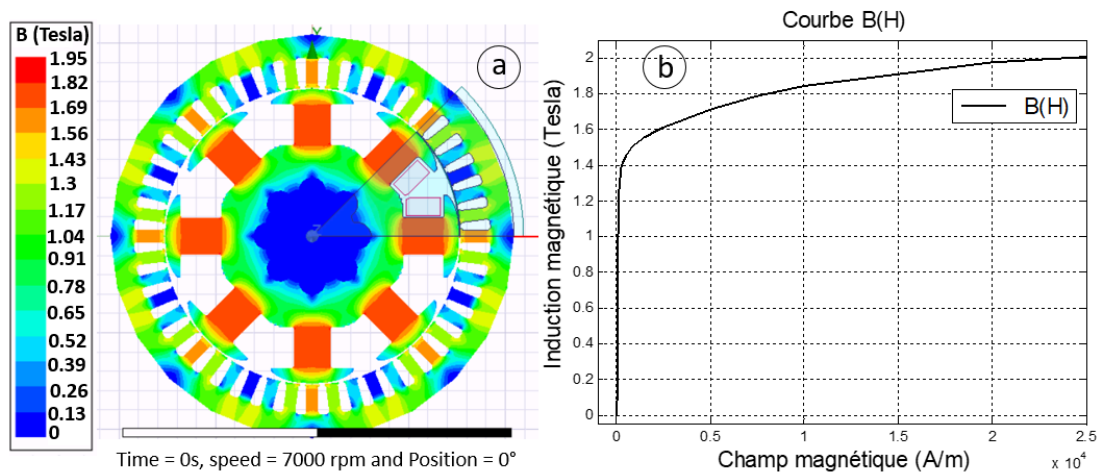 B (Tesla)
1.95
1.82
1.69
1.56
1.43
1.3
1.17
1.04
0.91
0.78
0.65
0.52
0.39
0.26
0.13
0
Y
Z
a
Time = 0s, speed = 7000 rpm and Position = 0°
Courbe B(H)
b
B(H)
Induction magnétique (Tesla)
2
1.8
1.6
1.4
1.2
1
0.8
0.6
0.4
0.2
0
0 0.5 1 1.5 2 2.5
x 10⁴
Champ magnétique (A/m)